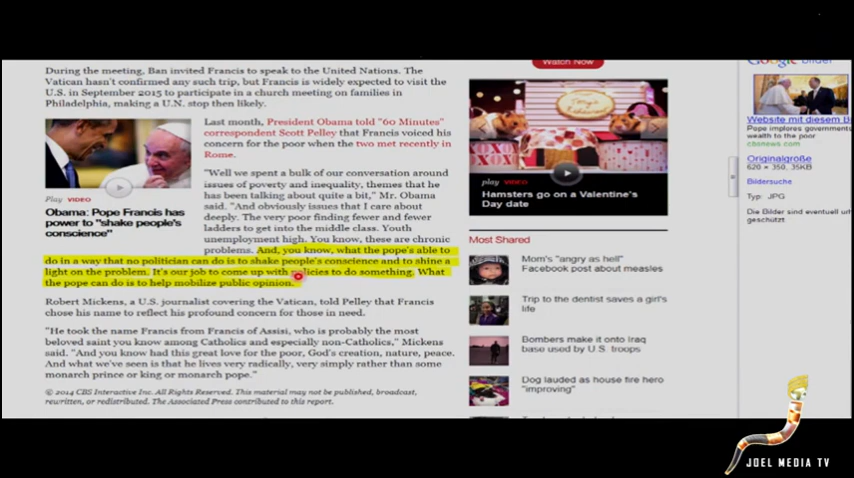 During the meeting, Ban invited Francis to speak to the United Nations. The
Vatican hasn't confirmed any such trip, but Francis is widely expected to visit the
U.S. in September 2015 to participate in a church meeting on families in
Philadelphia, making a U.N. stop then likely.
Play VIDEO
Obama: Pope Francis has
power to "shake people's
conscience"
Last month, President Obama told "60 Minutes"
correspondent Scott Pelley that Francis voiced his
concern for the poor when the two met recently in
Rome.
"Well we spent a bulk of our conversation around
issues of poverty and inequality, themes that he
has been talking about quite a bit," Mr. Obama
said. "And obviously issues that I care about
deeply. The very poor finding fewer and fewer
ladders to get into the middle class. Youth
unemployment high. You know, these are chronic
problems. And, you know, what the pope's able to
do in a way that no politician can do is to shake people's conscience and to shine a
light on the problem. It's our job to come up with policies to do something. What
the pope can do is to help mobilize public opinion."
Robert Mickens, a U.S. journalist covering the Vatican, told Pelley that Francis
chose his name to reflect his profound concern for those in need.
"He took the name Francis from Francis of Assisi, who is probably the most
beloved saint you know among Catholics and especially non-Catholics," Mickens
said. "And you know had this great love for the poor, God's creation, nature, peace.
And what we've seen is that he lives very radically, very simply rather than some
monarch prince or king or monarch pope."
© 2014 CBS Interactive Inc. All Rights Reserved. This material may not be published, broadcast,
rewritten, or redistributed. The Associated Press contributed to this report.
Watch Now
XOX
XOXO
play VIDEO
Hamsters go on a Valentine's
Day date
Most Shared
Mom's "angry as hell"
Facebook post about measles
Trip to the dentist saves a girl's
life
Bombers make it onto Iraq
base used by U.S. troops
Dog lauded as house fire hero
"improving"
Google bilder
Website mit diesem B
Pope implores governments
wealth to the poor
cbsnews.com
Originalgröße
620 × 350, 35KB
Bildersuche
Typ: JPG
Die Bilder sind eventuell urh
geschützt
JOEL MEDIA TV